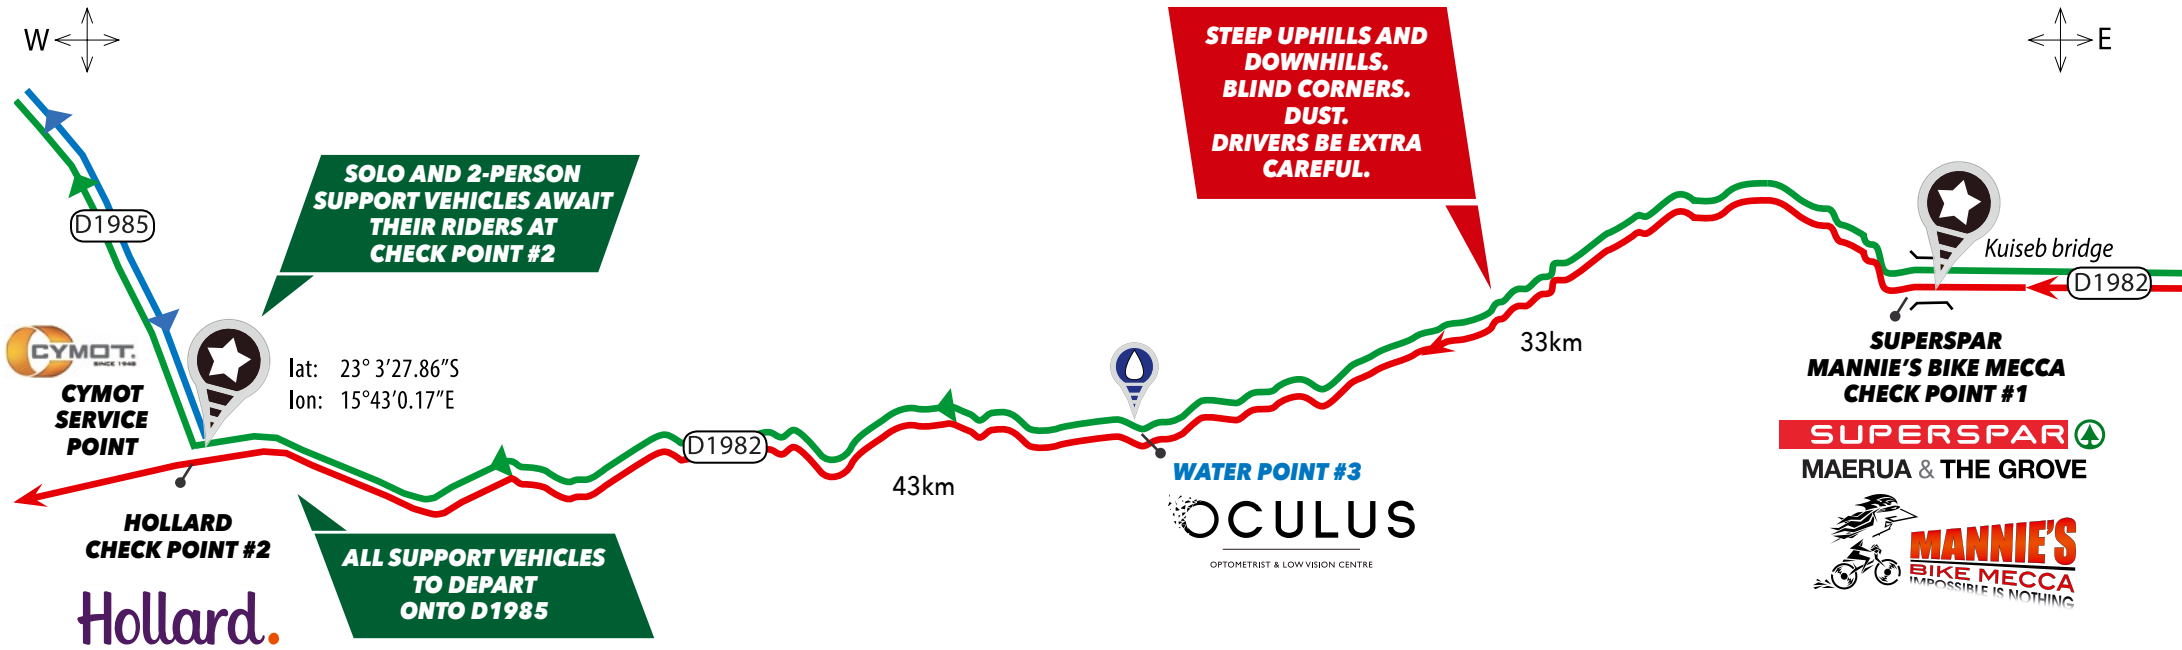 W
E
STEEP UPHILLS AND
DOWNHILLS.
BLIND CORNERS.
DUST.
DRIVERS BE EXTRA
CAREFUL.
SOLO AND 2-PERSON
SUPPORT VEHICLES AWAIT
THEIR RIDERS AT
CHECK POINT #2
D1985
Kuiseb bridge
D1982
CYMOT.
SINCE 1948
CYMOT
SERVICE
POINT
lat: 23° 3'27.86"S
lon: 15°43'0.17"E
33km
SUPERSPAR
MANNIE'S BIKE MECCA
CHECK POINT #1
SUPERSPAR
MAERUA & THE GROVE
MANNIE'S
BIKE MECCA
IMPOSSIBLE IS NOTHING
D1982
43km
WATER POINT #3
OCULUS
OPTOMETRIST & LOW VISION CENTRE
HOLLARD
CHECK POINT #2
Hollard.
ALL SUPPORT VEHICLES
TO DEPART
ONTO D1985